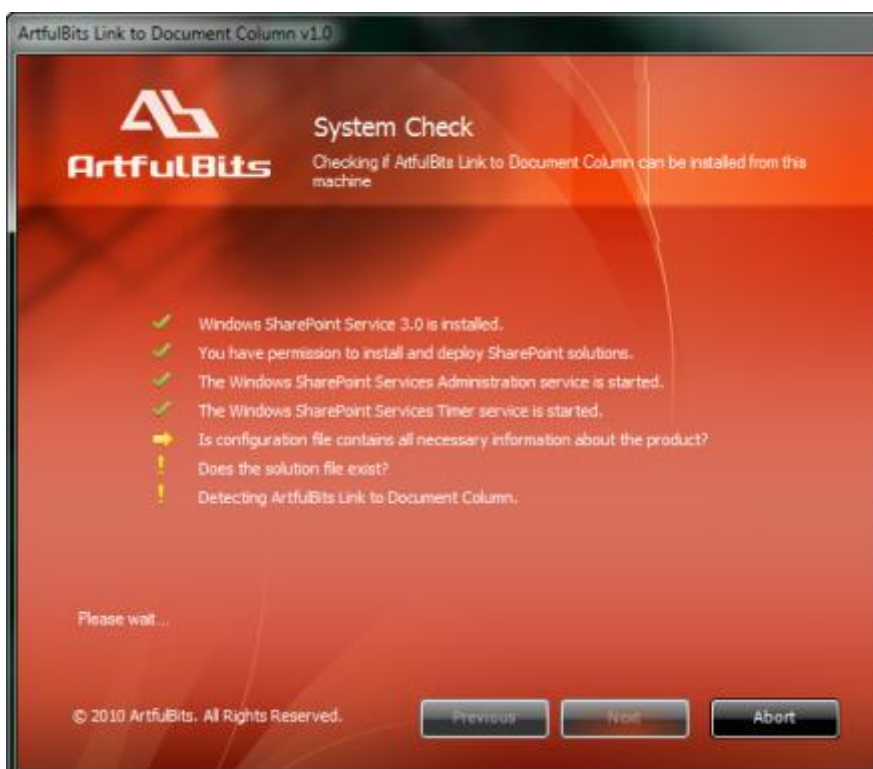 ArtfulBits Link to Document Column v1.0
ArtfulBits
System Check
Checking if ArtfulBits Link to Document Column can be installed from this
machine
Windows SharePoint Service 3.0 is installed.
You have permission to install and deploy SharePoint solutions.
The Windows SharePoint Services Administration service is started.
The Windows SharePoint Services Timer service is started.
Is configuration file contains all necessary information about the product?
Does the solution file exist?
Detecting ArtfulBits Link to Document Column.
Please wait...
© 2010 ArtfulBits. All Rights Reserved.
Previous
Next
Abort